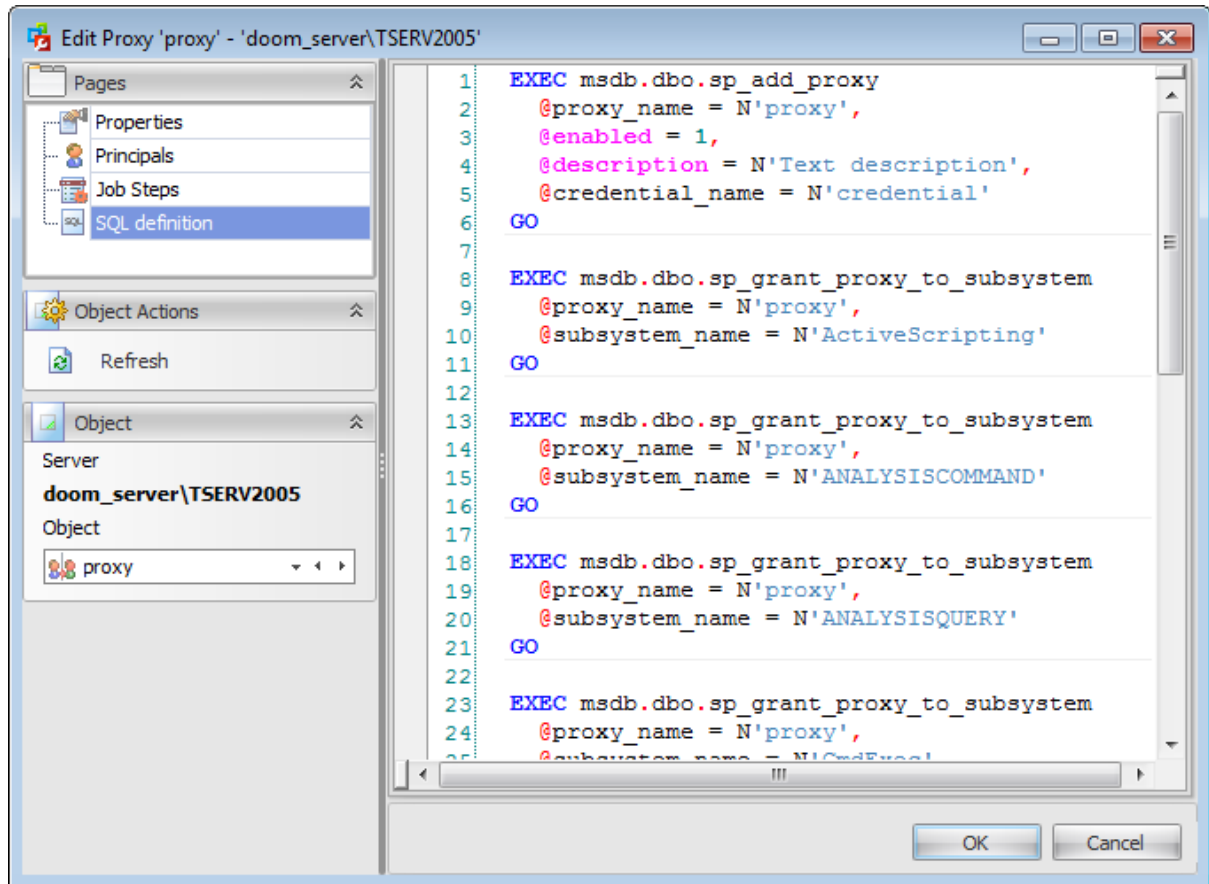 Edit Proxy 'proxy' - 'doom_server\TSERV2005'
Pages
Properties
Principals
Job Steps
SQL definition
Object Actions
Refresh
Object
Server
doom_server\TSERV2005
Object
proxy
1 EXEC msdb.dbo.sp_add_proxy
2 @proxy_name = N'proxy',
3 @enabled = 1,
4 @description = N'Text description',
5 @credential_name = N'credential'
6 GO
7
8 EXEC msdb.dbo.sp_grant_proxy_to_subsystem
9 @proxy_name = N'proxy',
10 @subsystem_name = N'ActiveScripting'
11 GO
12
13 EXEC msdb.dbo.sp_grant_proxy_to_subsystem
14 @proxy_name = N'proxy',
15 @subsystem_name = N'ANALYSISCOMMAND'
16 GO
17
18 EXEC msdb.dbo.sp_grant_proxy_to_subsystem
19 @proxy_name = N'proxy',
20 @subsystem_name = N'ANALYSISQUERY'
21 GO
22
23 EXEC msdb.dbo.sp_grant_proxy_to_subsystem
24 @proxy_name = N'proxy',
25 @subsystem_name = N'CmdExec'
OK
Cancel